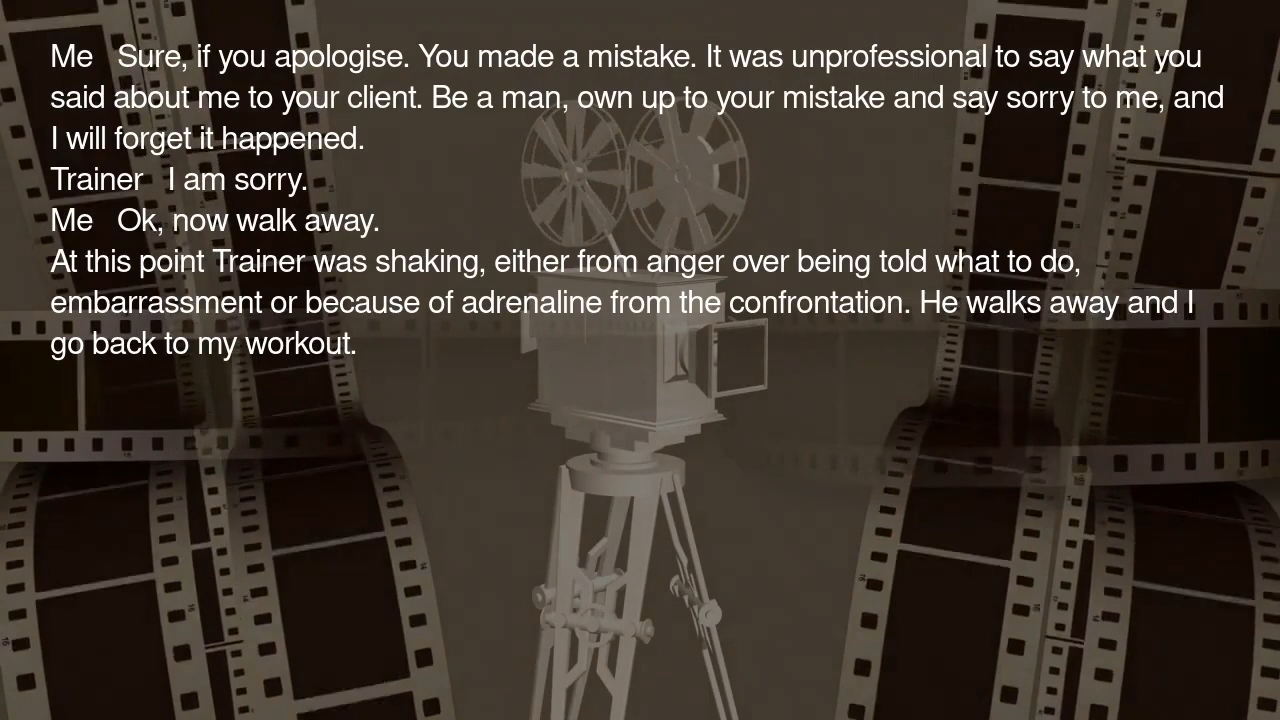 Me   Sure, if you apologise. You made a mistake. It was unprofessional to say what you
said about me to your client. Be a man, own up to your mistake and say sorry to me, and
I will forget it happened.
Trainer   I am sorry.
Me   Ok, now walk away.
At this point Trainer was shaking, either from anger over being told what to do,
embarrassment or because of adrenaline from the confrontation. He walks away and I
go back to my workout.